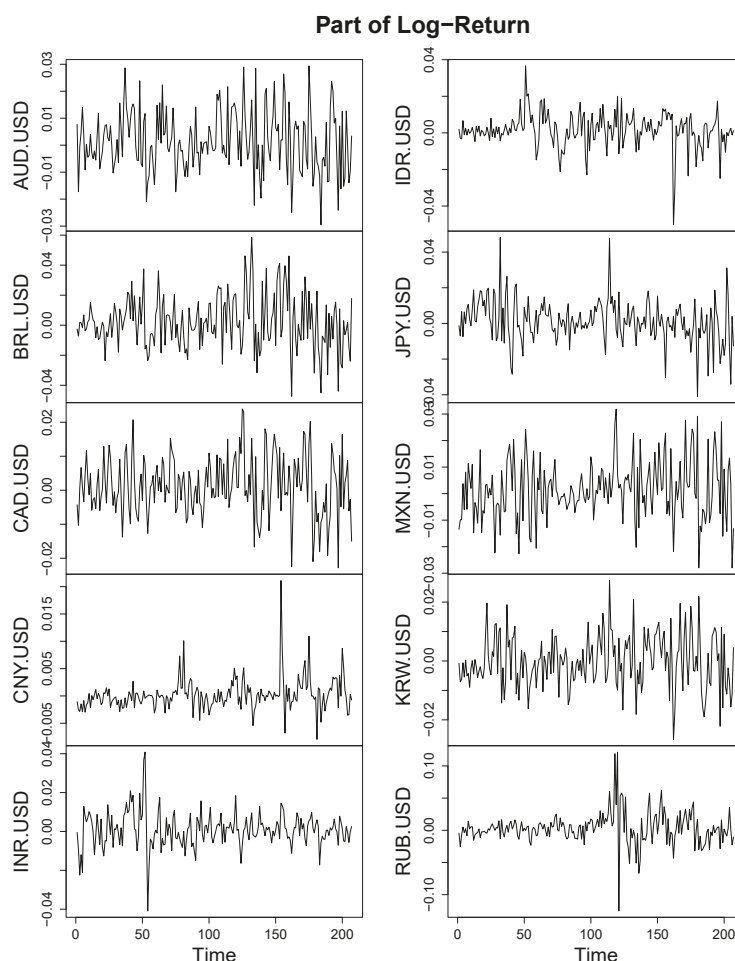 Part of Log−Return
AUD.USD
−0.03 −0.01 0.01 0.03
BRL.USD
−0.04 0.00 0.04
CAD.USD
−0.02 0.00 0.02
CNY.USD
−0.005 0.005 0.015
INR.USD
−0.04 0.00 0.02 0.04
0 50 100 150 200
Time
IDR.USD
−0.04 0.00 0.04
JPY.USD
0.00 0.04
MXN.USD
−0.03 −0.01 0.01
KRW.USD
−0.02 0.00 0.02
RUB.USD
−0.10 0.00 0.10
0 50 100 150 200
Time